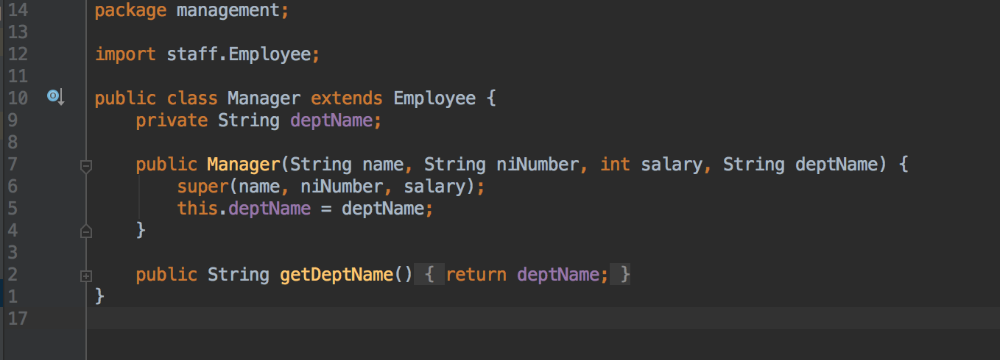 14 package management;
13
12 import staff.Employee;
11
10 public class Manager extends Employee {
9     private String deptName;
8
7     public Manager(String name, String niNumber, int salary, String deptName) {
6         super(name, niNumber, salary);
5         this.deptName = deptName;
4     }
3
2     public String getDeptName() { return deptName; }
1 }
17